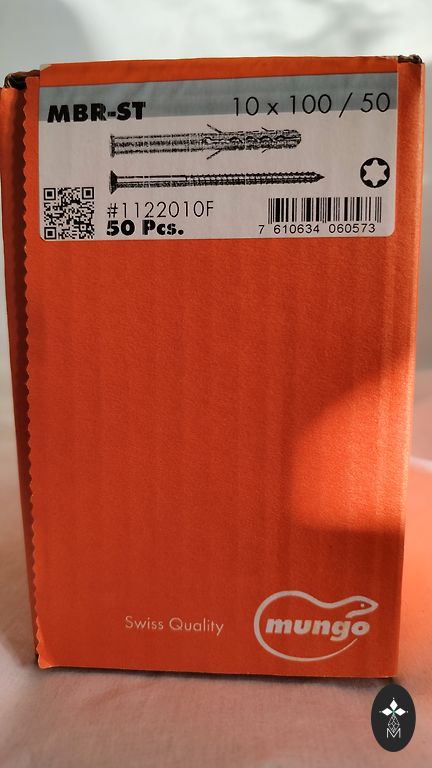 MBR-ST 10 x 100 / 50
#1122010F
50 Pcs.
7 610634 060573
Swiss Quality
mungo
M